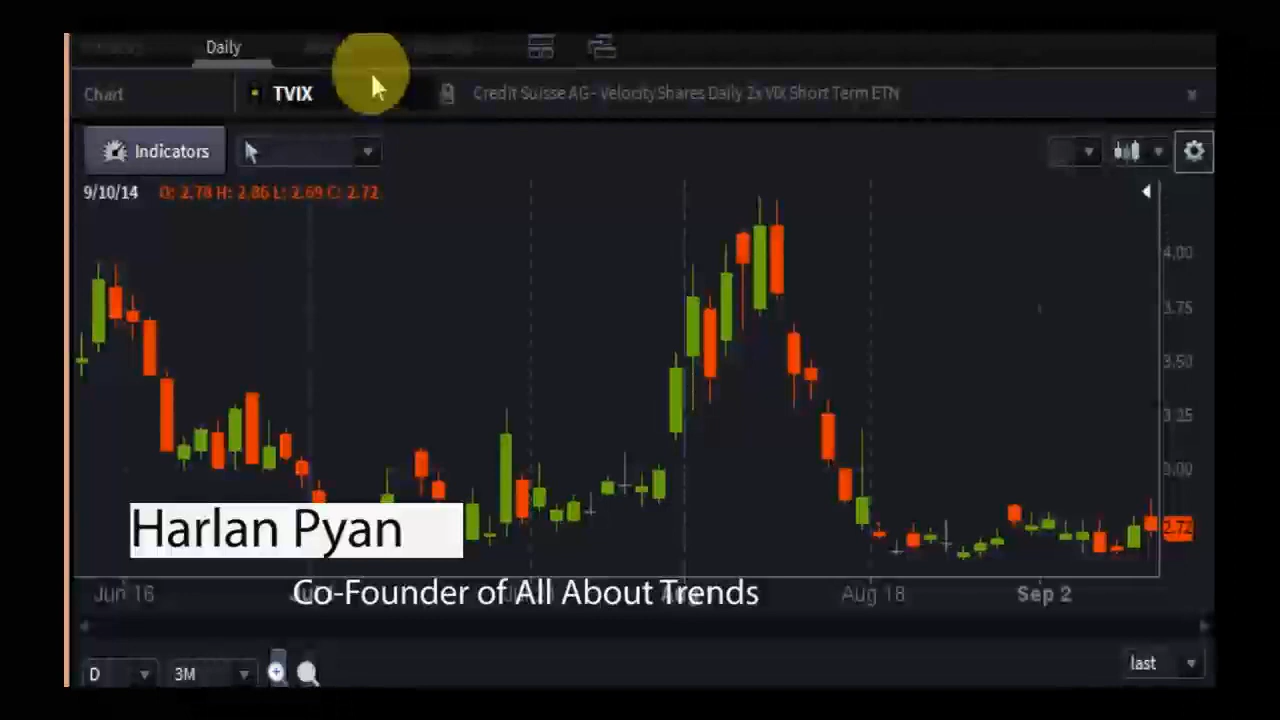 Daily
Chart TVIX Credit Suisse AG - VelocityShares Daily 2x VIX Short Term ETN x
Indicators
9/10/14 O: 2.78 H: 2.86 L: 2.69 C: 2.72
4.00
3.75
3.50
3.25
3.00
2.72
Harlan Pyan
Co-Founder of All About Trends
Jun 16 Aug 18 Sep 2
D 3M last